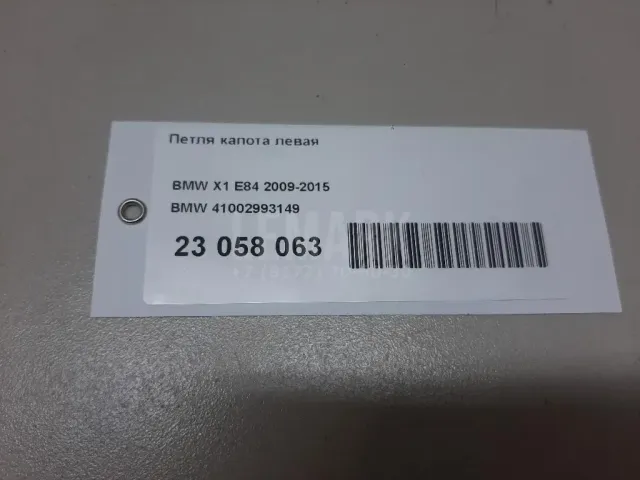 Петля капота левая
BMW X1 E84 2009-2015
BMW 41002993149
23 058 063